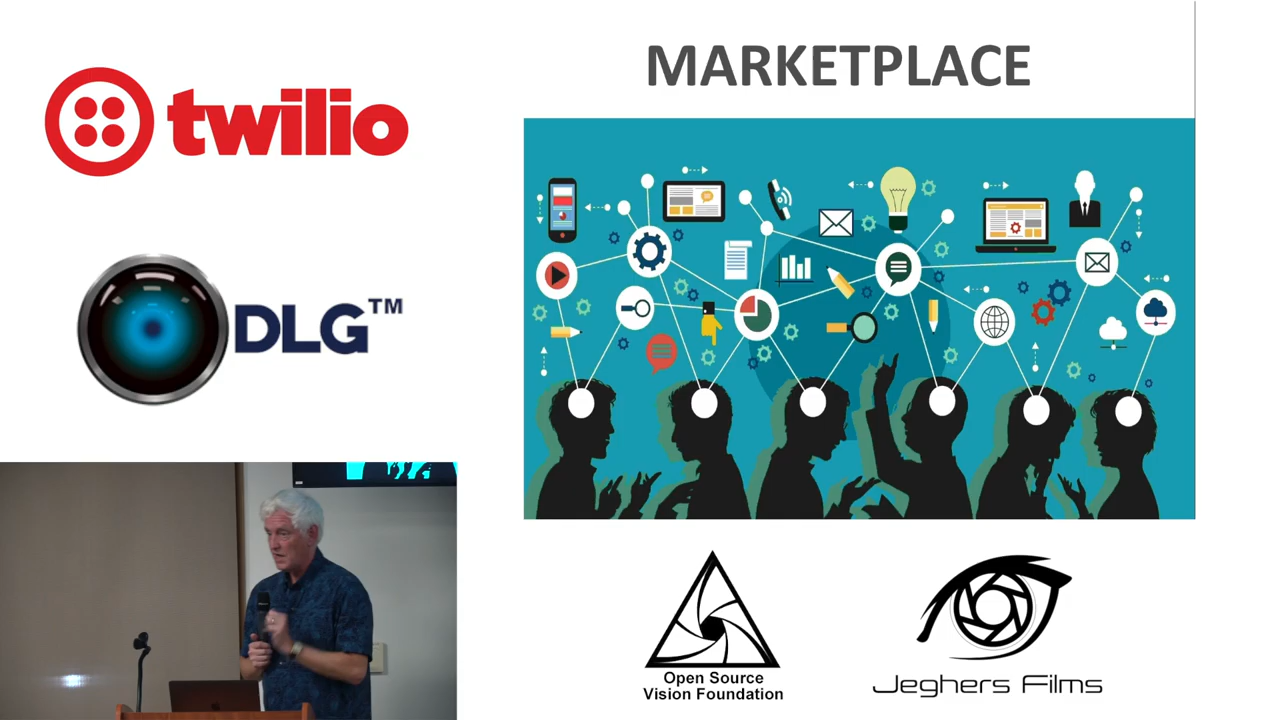 MARKETPLACE
twilio
DLG™
Open Source
Vision Foundation
Jeghers Films